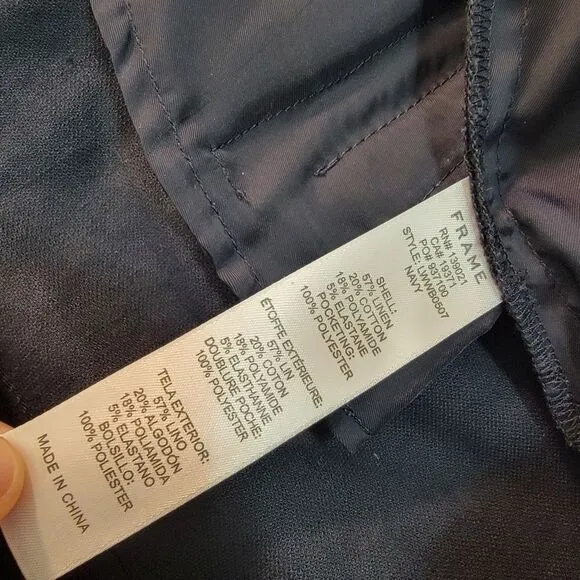 FRAME
RN# 139021
CA# 19371
PO# 937100
STYLE: LWWB0507
NAVY
SHELL:
57% LINEN
20% COTTON
18% POLYAMIDE
5% ELASTANE
POCKETING:
100% POLYESTER
ÉTOFFE EXTÉRIEURE:
57% LIN
20% COTON
18% POLYAMIDE
5% ELASTHANNE
DOUBLURE POCHE:
100% POLYESTER
TELA EXTERIOR:
57% LINO
20% ALGODÓN
18% POLIAMIDA
5% ELASTANO
BOLSILLO:
100% POLIESTER
MADE IN CHINA